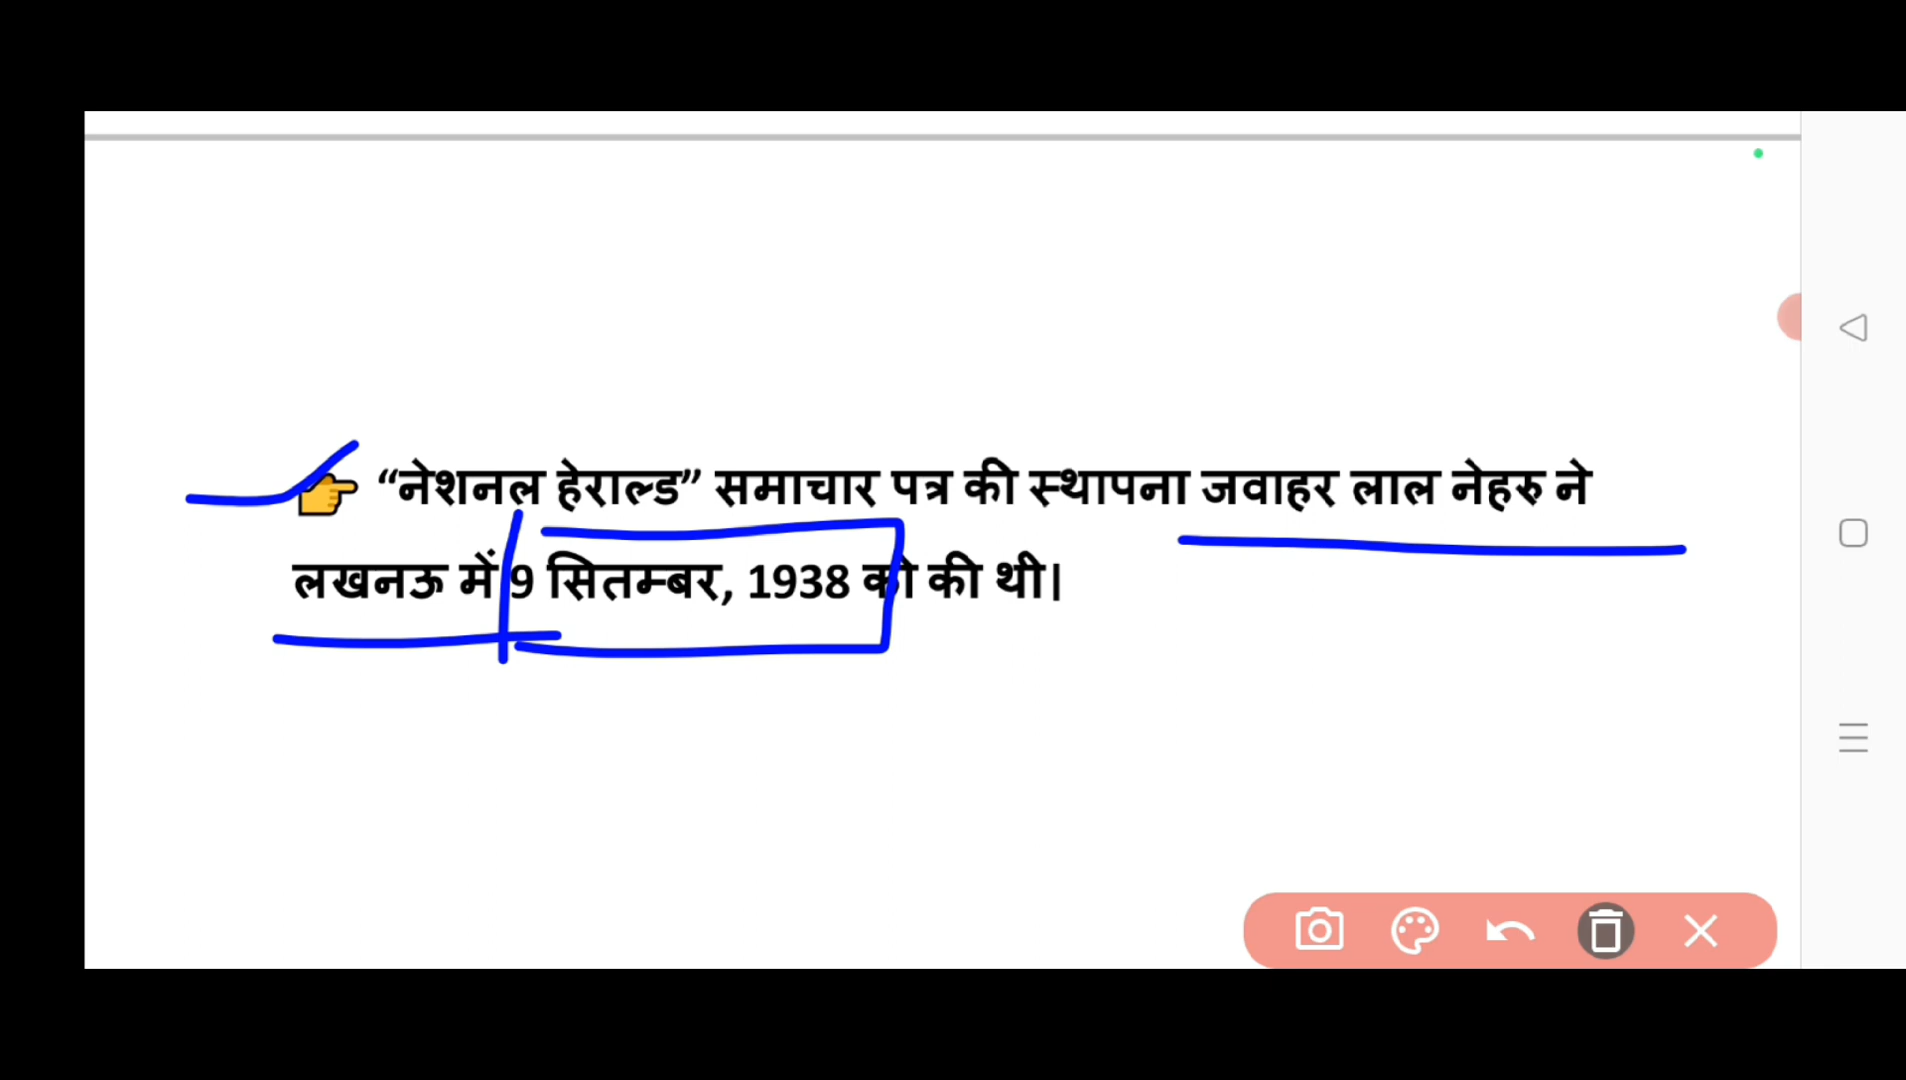 👉 “नेशनल हेराल्ड” समाचार पत्र की स्थापना जवाहर लाल नेहरु ने
लखनऊ में 9 सितम्बर, 1938 को की थी|